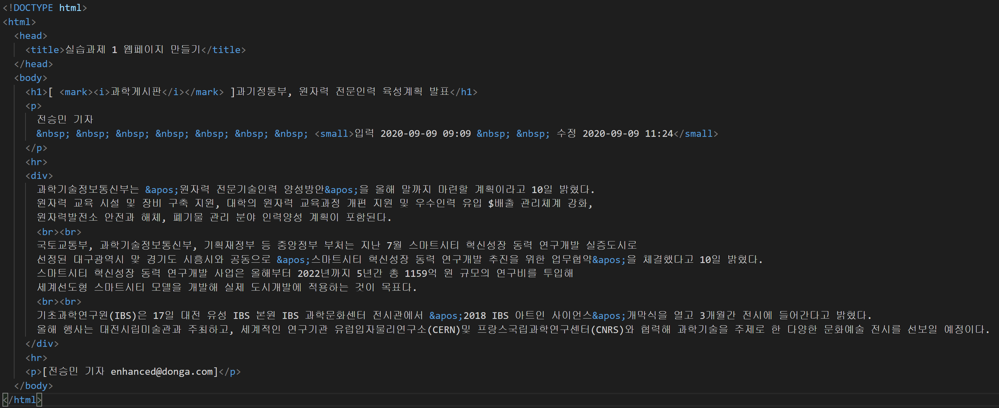 <!DOCTYPE html>
<html>
<head>
<title>실습과제 1 웹페이지 만들기</title>
</head>
<body>
<h1>[ <mark><i>과학게시판</i></mark> ]과기정통부, 원자력 전문인력 육성계획 발표</h1>
<p>
전승민 기자
&nbsp; &nbsp; &nbsp; &nbsp; &nbsp; &nbsp; &nbsp; <small>입력 2020-09-09 09:09 &nbsp; &nbsp; 수정 2020-09-09 11:24</small>
</p>
<hr>
<div>
과학기술정보통신부는 &apos;원자력 전문기술인력 양성방안&apos;을 올해 말까지 마련할 계획이라고 10일 밝혔다.
원자력 교육 시설 및 장비 구축 지원, 대학의 원자력 교육과정 개편 지원 및 우수인력 유입 $배출 관리체계 강화,
원자력발전소 안전과 해체, 폐기물 관리 분야 인력양성 계획이 포함된다.
<br><br>
국토교통부, 과학기술정보통신부, 기획재정부 등 중앙정부 부처는 지난 7월 스마트시티 혁신성장 동력 연구개발 실증도시로
선정된 대구광역시 맟 경기도 시흥시와 공동으로 &apos;스마트시티 혁신성장 동력 연구개발 추진을 위한 업무협약&apos;을 체결했다고 10일 밝혔다.
스마트시티 혁신성장 동력 연구개발 사업은 올해부터 2022년까지 5년간 총 1159억 원 규모의 연구비를 투입해
세계선도형 스마트시티 모델을 개발해 실제 도시개발에 적용하는 것이 목표다.
<br><br>
기초과학연구원(IBS)은 17일 대전 유성 IBS 본원 IBS 과학문화센터 전시관에서 &apos;2018 IBS 아트인 사이언스&apos;개막식을 열고 3개월간 전시에 들어간다고 밝혔다.
올해 행사는 대전시립미술관과 주최하고, 세계적인 연구기관 유럽입자물리연구소(CERN)및 프랑스국립과학연구센터(CNRS)와 협력해 과학기술을 주제로 한 다양한 문화예술 전시를 선보일 예정이다.
</div>
<hr>
<p>[전승민 기자 enhanced@donga.com]</p>
</body>
</html>